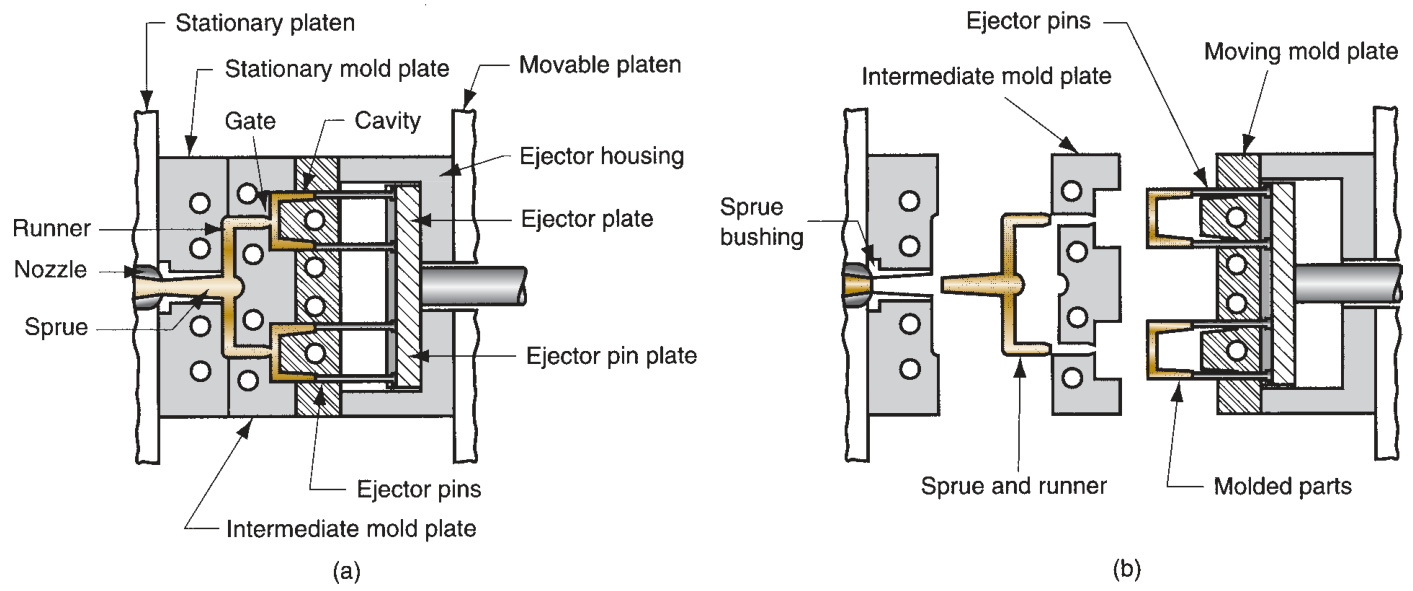 Stationary platen
Stationary mold plate
Movable platen
Gate
Cavity
Ejector housing
Ejector plate
Runner
Nozzle
Sprue
Ejector pin plate
Ejector pins
Intermediate mold plate
(a)
Ejector pins
Moving mold plate
Intermediate mold plate
Sprue
bushing
Sprue and runner
Molded parts
(b)